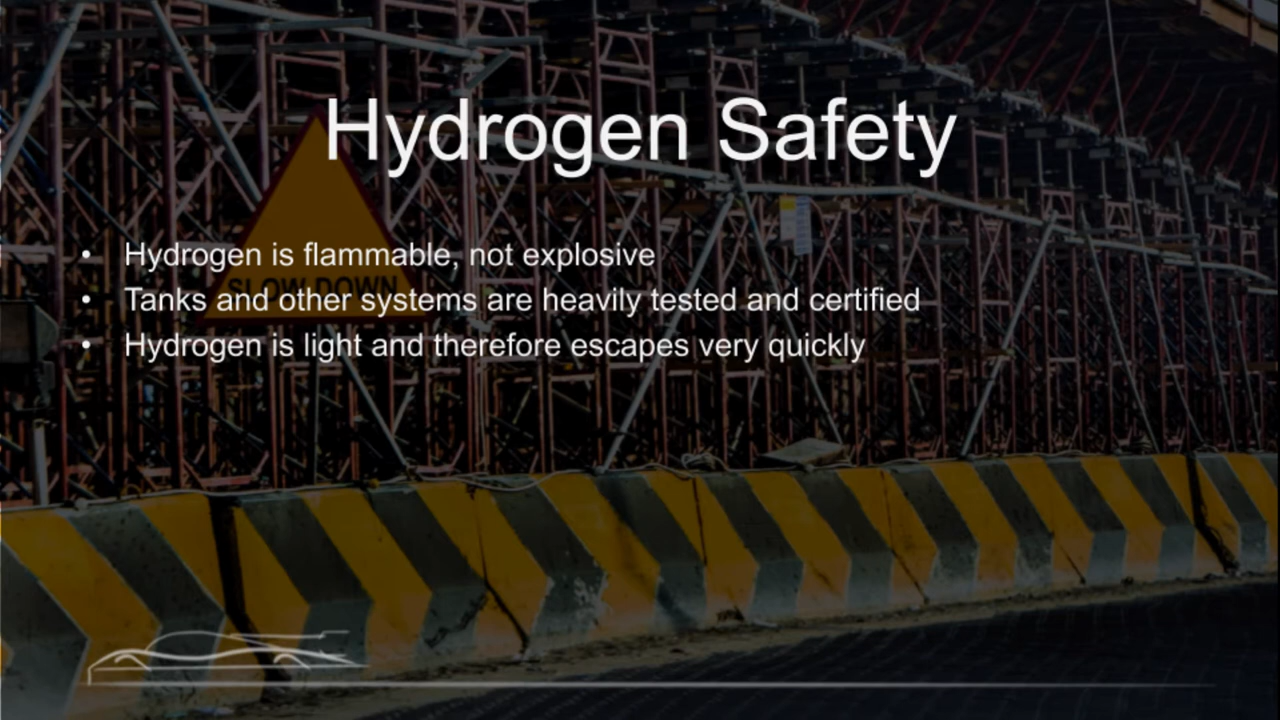 Hydrogen Safety
• Hydrogen is flammable, not explosive
SLOW DOWN
• Tanks and other systems are heavily tested and certified
• Hydrogen is light and therefore escapes very quickly